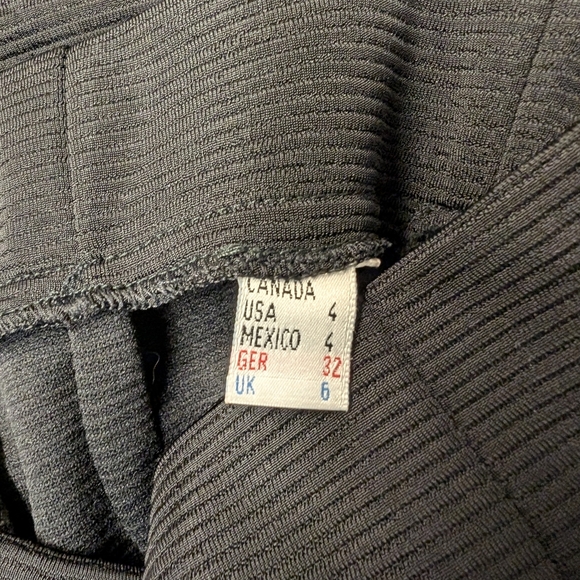 CANADA
USA 4
MEXICO 4
GER 32
UK 6